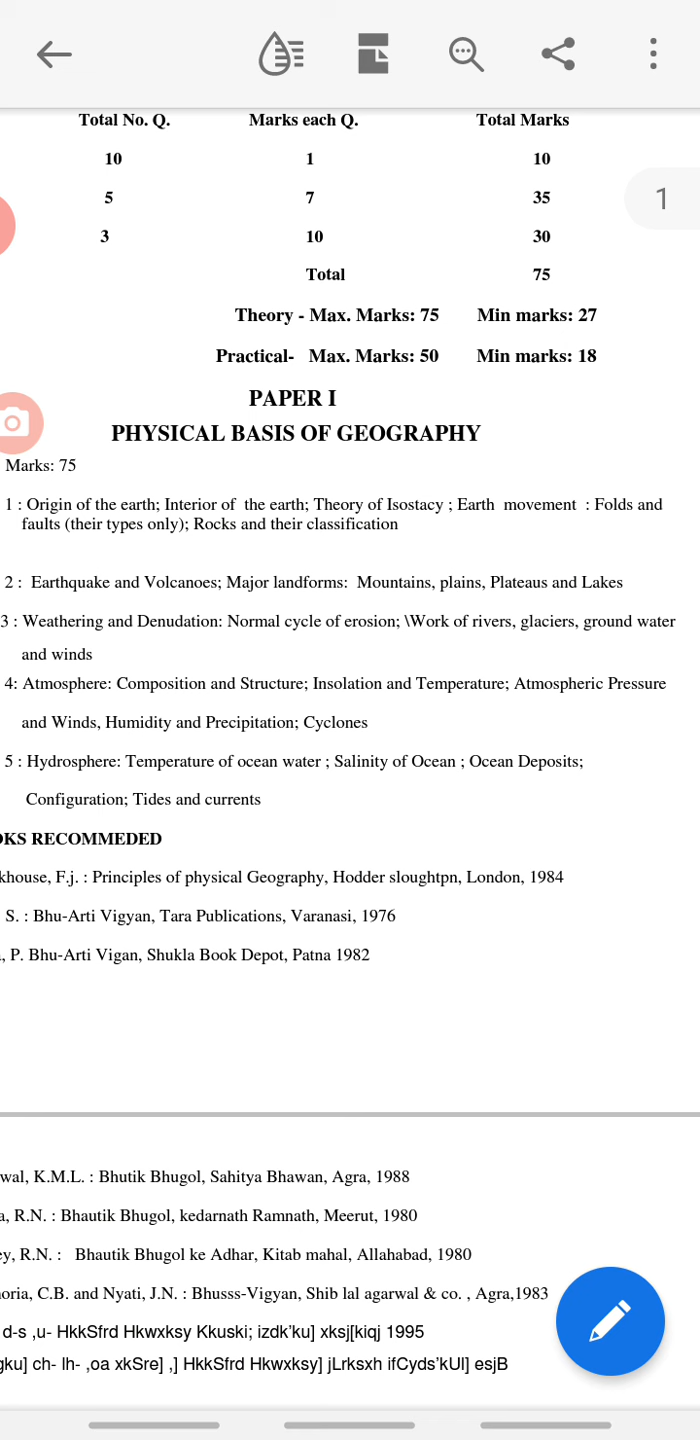 1
Total No. Q. Marks each Q. Total Marks
10 1 10
5 7 35
3 10 30
Total 75
Theory - Max. Marks: 75 Min marks: 27
Practical- Max. Marks: 50 Min marks: 18
PAPER I
PHYSICAL BASIS OF GEOGRAPHY
Marks: 75
1 : Origin of the earth; Interior of the earth; Theory of Isostacy ; Earth movement : Folds and
faults (their types only); Rocks and their classification
2 : Earthquake and Volcanoes; Major landforms: Mountains, plains, Plateaus and Lakes
3 : Weathering and Denudation: Normal cycle of erosion; \Work of rivers, glaciers, ground water
and winds
4: Atmosphere: Composition and Structure; Insolation and Temperature; Atmospheric Pressure
and Winds, Humidity and Precipitation; Cyclones
5 : Hydrosphere: Temperature of ocean water ; Salinity of Ocean ; Ocean Deposits;
Configuration; Tides and currents
OKS RECOMMEDED
khouse, F.j. : Principles of physical Geography, Hodder sloughtpn, London, 1984
S. : Bhu-Arti Vigyan, Tara Publications, Varanasi, 1976
, P. Bhu-Arti Vigan, Shukla Book Depot, Patna 1982
wal, K.M.L. : Bhutik Bhugol, Sahitya Bhawan, Agra, 1988
a, R.N. : Bhautik Bhugol, kedarnath Ramnath, Meerut, 1980
ey, R.N. : Bhautik Bhugol ke Adhar, Kitab mahal, Allahabad, 1980
oria, C.B. and Nyati, J.N. : Bhusss-Vigyan, Shib lal agarwal & co. , Agra,1983
d-s ,u- HkkSfrd Hkwxksy Kkuski; izdk'ku] xksj[kiqj 1995
gku] ch- lh- ,oa xkSre] ,] HkkSfrd Hkwxksy] jLrksxh ifCyds'kUl] esjB